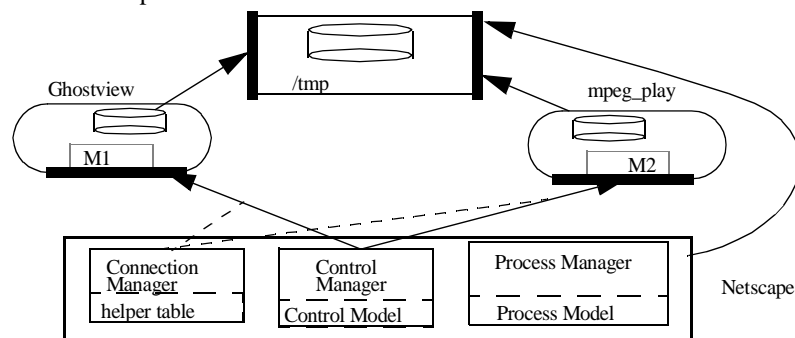 /tmp
Ghostview
mpeg_play
M1
M2
Connection
Manager
helper table
Control
Manager
Control Model
Process Manager
Process Model
Netscape